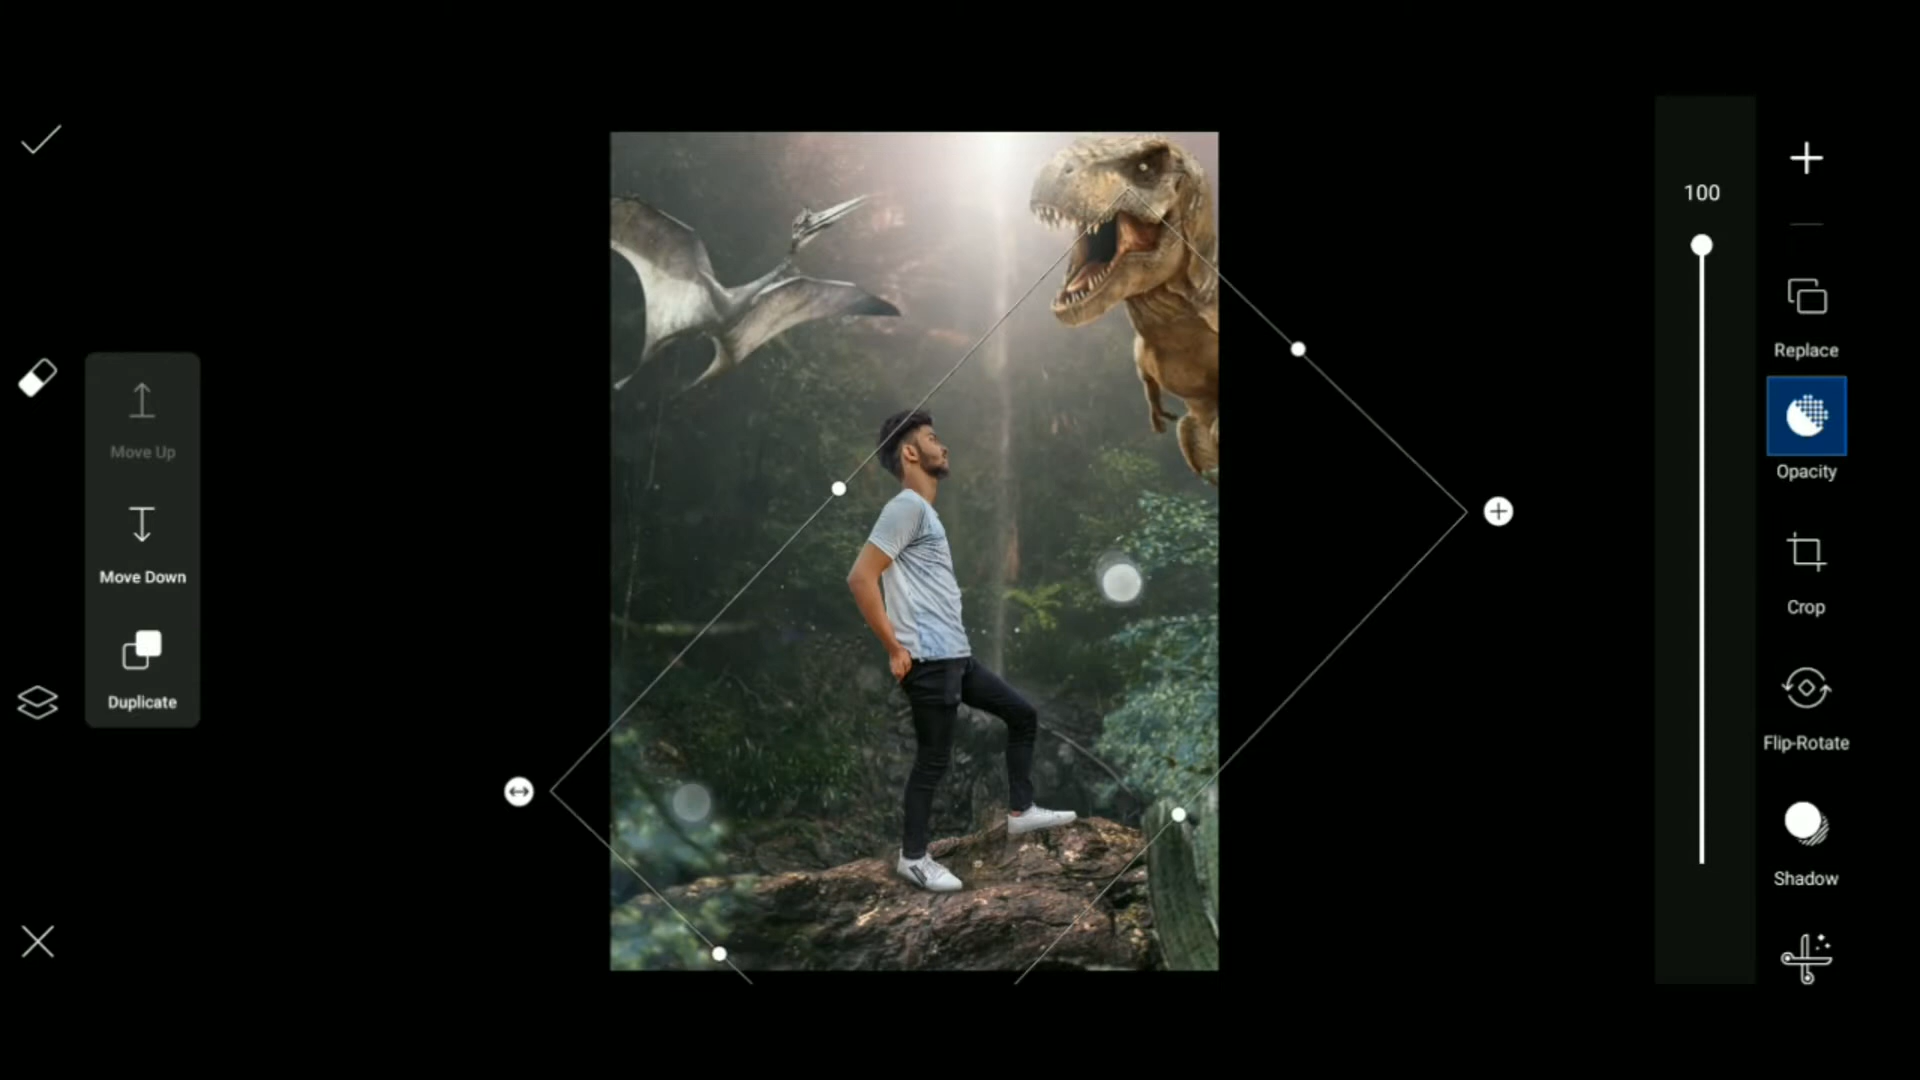 Move Up
Move Down
Duplicate
100
Replace
Opacity
Crop
Flip-Rotate
Shadow